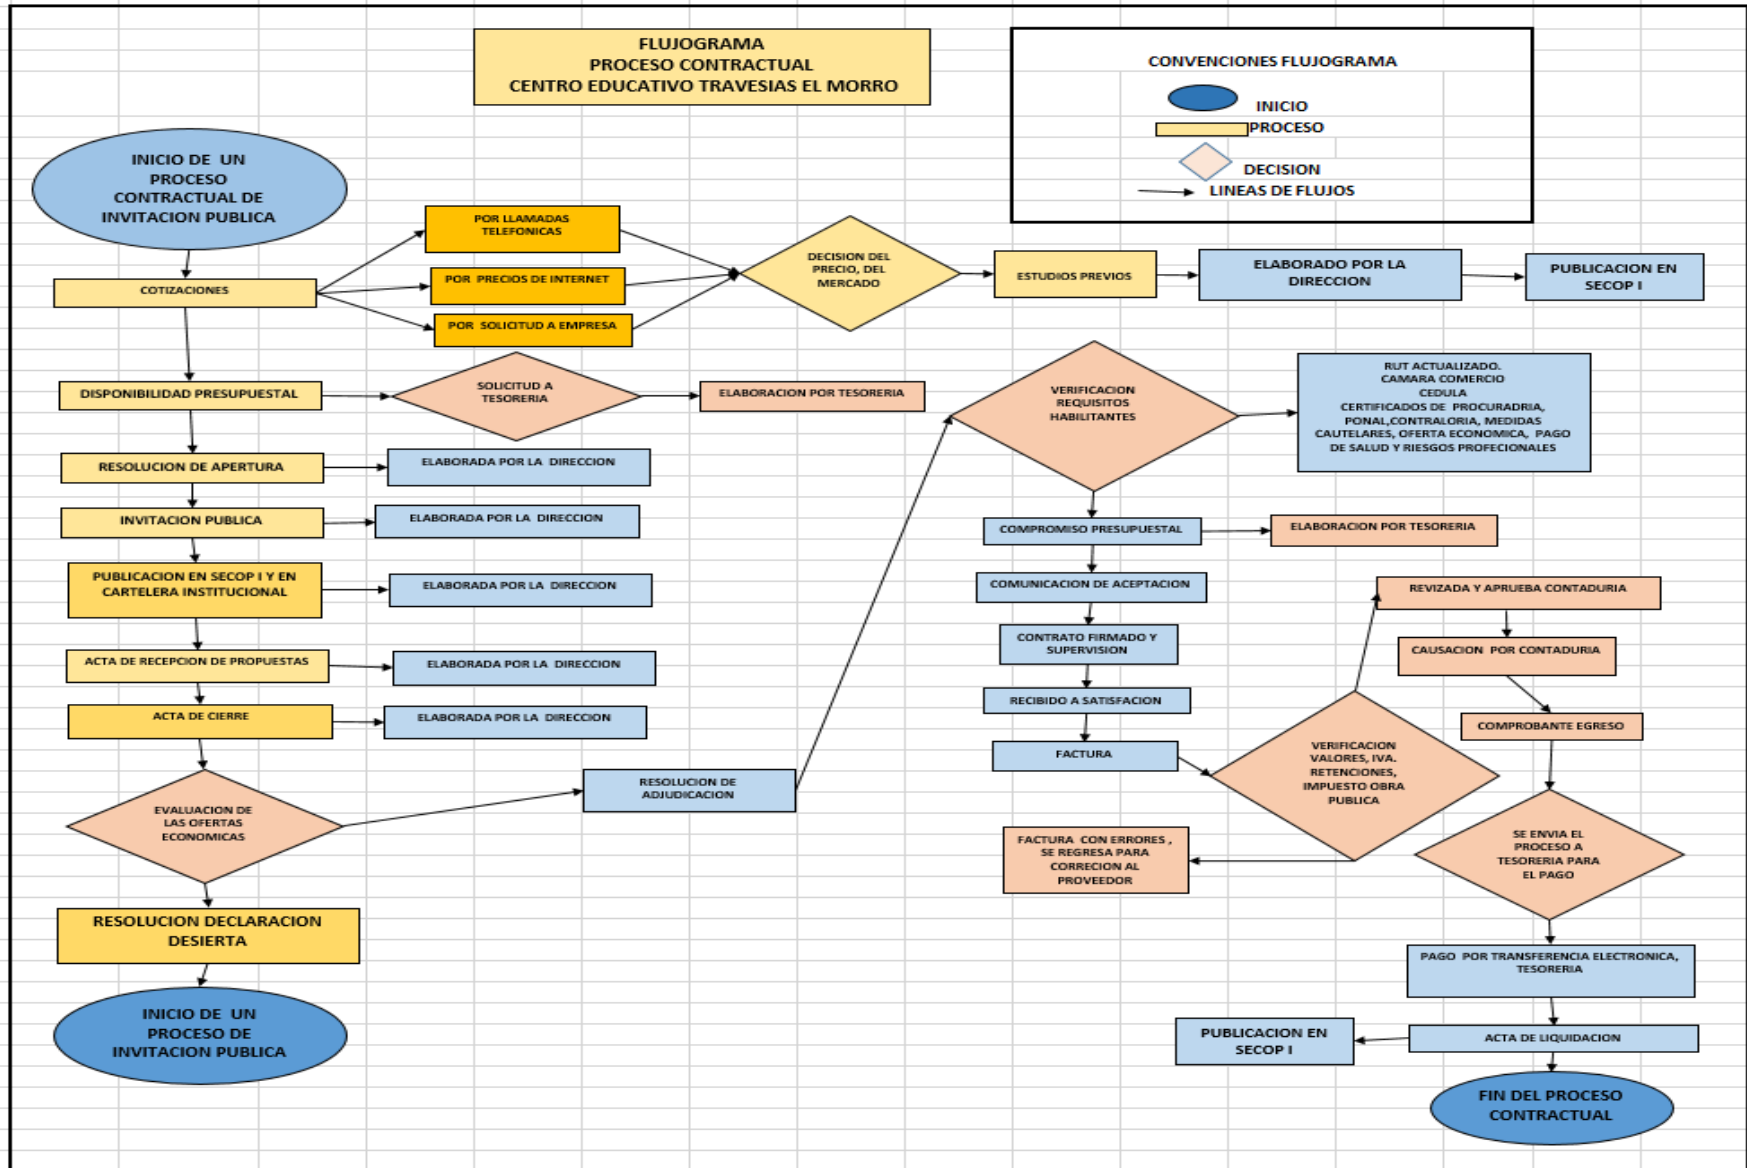 FLUJOGRAMA
PROCESO CONTRACTUAL
CENTRO EDUCATIVO TRAVESIAS EL MORRO
CONVENCIONES FLUJOGRAMA
INICIO
PROCESO
DECISION
LINEAS DE FLUJOS
INICIO DE UN
PROCESO
CONTRACTUAL DE
INVITACION PUBLICA
COTIZACIONES
POR LLAMADAS
TELEFONICAS
POR PRECIOS DE INTERNET
POR SOLICITUD A EMPRESA
DECISION DEL
PRECIO, DEL
MERCADO
ESTUDIOS PREVIOS
ELABORADO POR LA
DIRECCION
PUBLICACION EN
SECOP I
DISPONIBILIDAD PRESUPUESTAL
SOLICITUD A
TESORERIA
ELABORACION POR TESORERIA
RESOLUCION DE APERTURA
ELABORADA POR LA DIRECCION
INVITACION PUBLICA
ELABORADA POR LA DIRECCION
PUBLICACION EN SECOP I Y EN
CARTELERA INSTITUCIONAL
ELABORADA POR LA DIRECCION
ACTA DE RECEPCION DE PROPUESTAS
ELABORADA POR LA DIRECCION
ACTA DE CIERRE
ELABORADA POR LA DIRECCION
EVALUACION DE
LAS OFERTAS
ECONOMICAS
RESOLUCION DE
ADJUDICACION
RESOLUCION DECLARACION
DESIERTA
INICIO DE UN
PROCESO DE
INVITACION PUBLICA
VERIFICACION
REQUISITOS
HABILITANTES
RUT ACTUALIZADO.
CAMARA COMERCIO
CEDULA
CERTIFICADOS DE PROCURADRIA,
PONAL,CONTRALORIA, MEDIDAS
CAUTELARES, OFERTA ECONOMICA, PAGO
DE SALUD Y RIESGOS PROFECIONALES
COMPROMISO PRESUPUESTAL
ELABORACION POR TESORERIA
COMUNICACION DE ACEPTACION
CONTRATO FIRMADO Y
SUPERVISION
RECIBIDO A SATISFACCION
FACTURA
VERIFICACION
VALORES, IVA.
RETENCIONES,
IMPUESTO OBRA
PUBLICA
FACTURA CON ERRORES ,
SE REGRESA PARA
CORRECION AL
PROVEEDOR
REVIZADA Y APRUEBA CONTADURIA
CAUSACION POR CONTADURIA
COMPROBANTE EGRESO
SE ENVIA EL
PROCESO A
TESORERIA PARA
EL PAGO
PAGO POR TRANSFERENCIA ELECTRONICA,
TESORERIA
ACTA DE LIQUIDACION
PUBLICACION EN
SECOP I
FIN DEL PROCESO
CONTRACTUAL